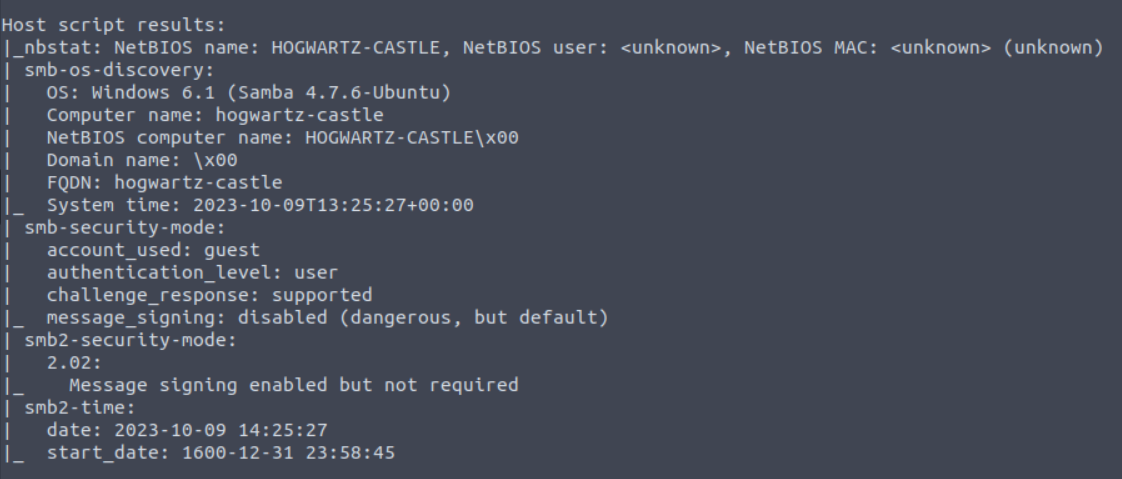 Host script results:
|_nbstat: NetBIOS name: HOGWARTZ-CASTLE, NetBIOS user: <unknown>, NetBIOS MAC: <unknown> (unknown)
| smb-os-discovery:
|   OS: Windows 6.1 (Samba 4.7.6-Ubuntu)
|   Computer name: hogwartz-castle
|   NetBIOS computer name: HOGWARTZ-CASTLE\x00
|   Domain name: \x00
|   FQDN: hogwartz-castle
|_  System time: 2023-10-09T13:25:27+00:00
| smb-security-mode:
|   account_used: guest
|   authentication_level: user
|   challenge_response: supported
|_  message_signing: disabled (dangerous, but default)
| smb2-security-mode:
|   2.02:
|_    Message signing enabled but not required
| smb2-time:
|   date: 2023-10-09 14:25:27
|_  start_date: 1600-12-31 23:58:45